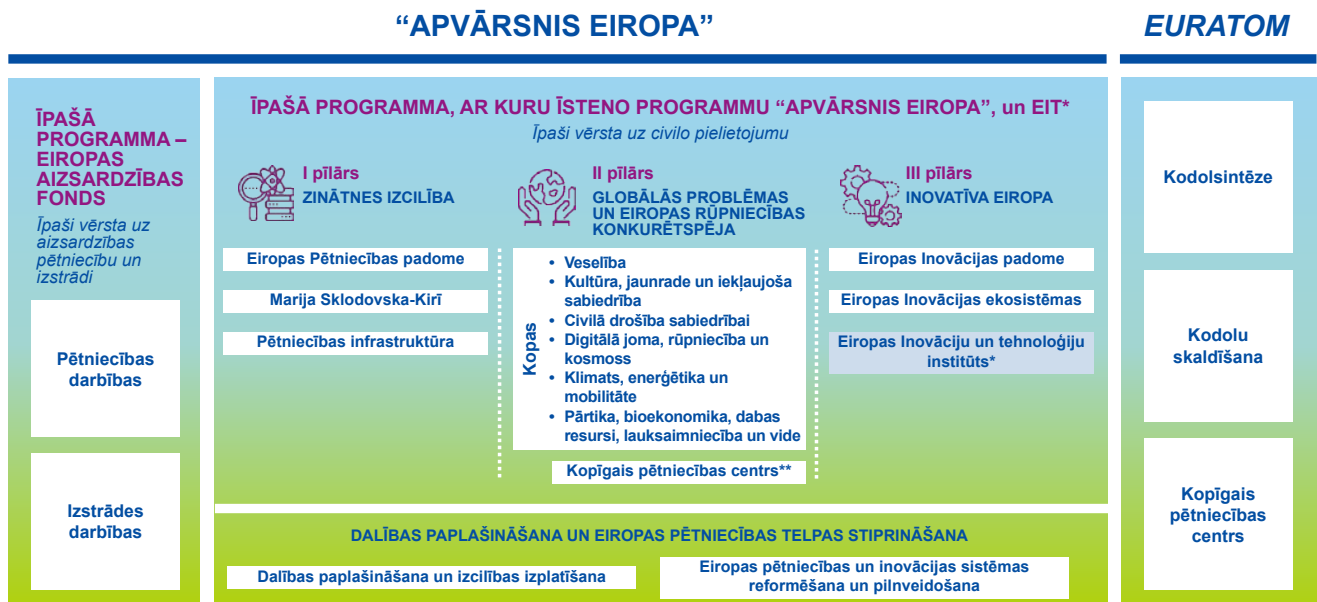 “APVĀRSNIS EIROPA”
EURATOM
ĪPAŠĀ
PROGRAMMA –
EIROPAS
AIZSARDZĪBAS
FONDS
Īpaši vērsta uz
aizsardzības
pētniecību un
izstrādi
Pētniecības
darbības
Izstrādes
darbības
ĪPAŠĀ PROGRAMMA, AR KURU ĪSTENO PROGRAMMU “APVĀRSNIS EIROPA”, un EIT*
Īpaši vērsta uz civilo pielietojumu
I pīlārs
ZINĀTNES IZCILĪBA
Eiropas Pētniecības padome
Marija Sklodovska-Kirī
Pētniecības infrastruktūra
II pīlārs
GLOBĀLĀS PROBLĒMAS
UN EIROPAS RŪPNIECĪBAS
KONKURĒTSPĒJA
Kopas
• Veselība
• Kultūra, jaunrade un iekļaujoša
sabiedrība
• Civilā drošība sabiedrībai
• Digitālā joma, rūpniecība un
kosmoss
• Klimats, enerģētika un
mobilitāte
• Pārtika, bioekonomika, dabas
resursi, lauksaimniecība un vide
Kopīgais pētniecības centrs**
III pīlārs
INOVATĪVA EIROPA
Eiropas Inovācijas padome
Eiropas Inovācijas ekosistēmas
Eiropas Inovāciju un tehnoloģiju
institūts*
DALĪBAS PAPLAŠINĀŠANA UN EIROPAS PĒTNIECĪBAS TELPAS STIPRINĀŠANA
Dalības paplašināšana un izcilības izplatīšana
Eiropas pētniecības un inovācijas sistēmas
reformēšana un pilnveidošana
Kodolsintēze
Kodolu
skaldīšana
Kopīgais
pētniecības
centrs